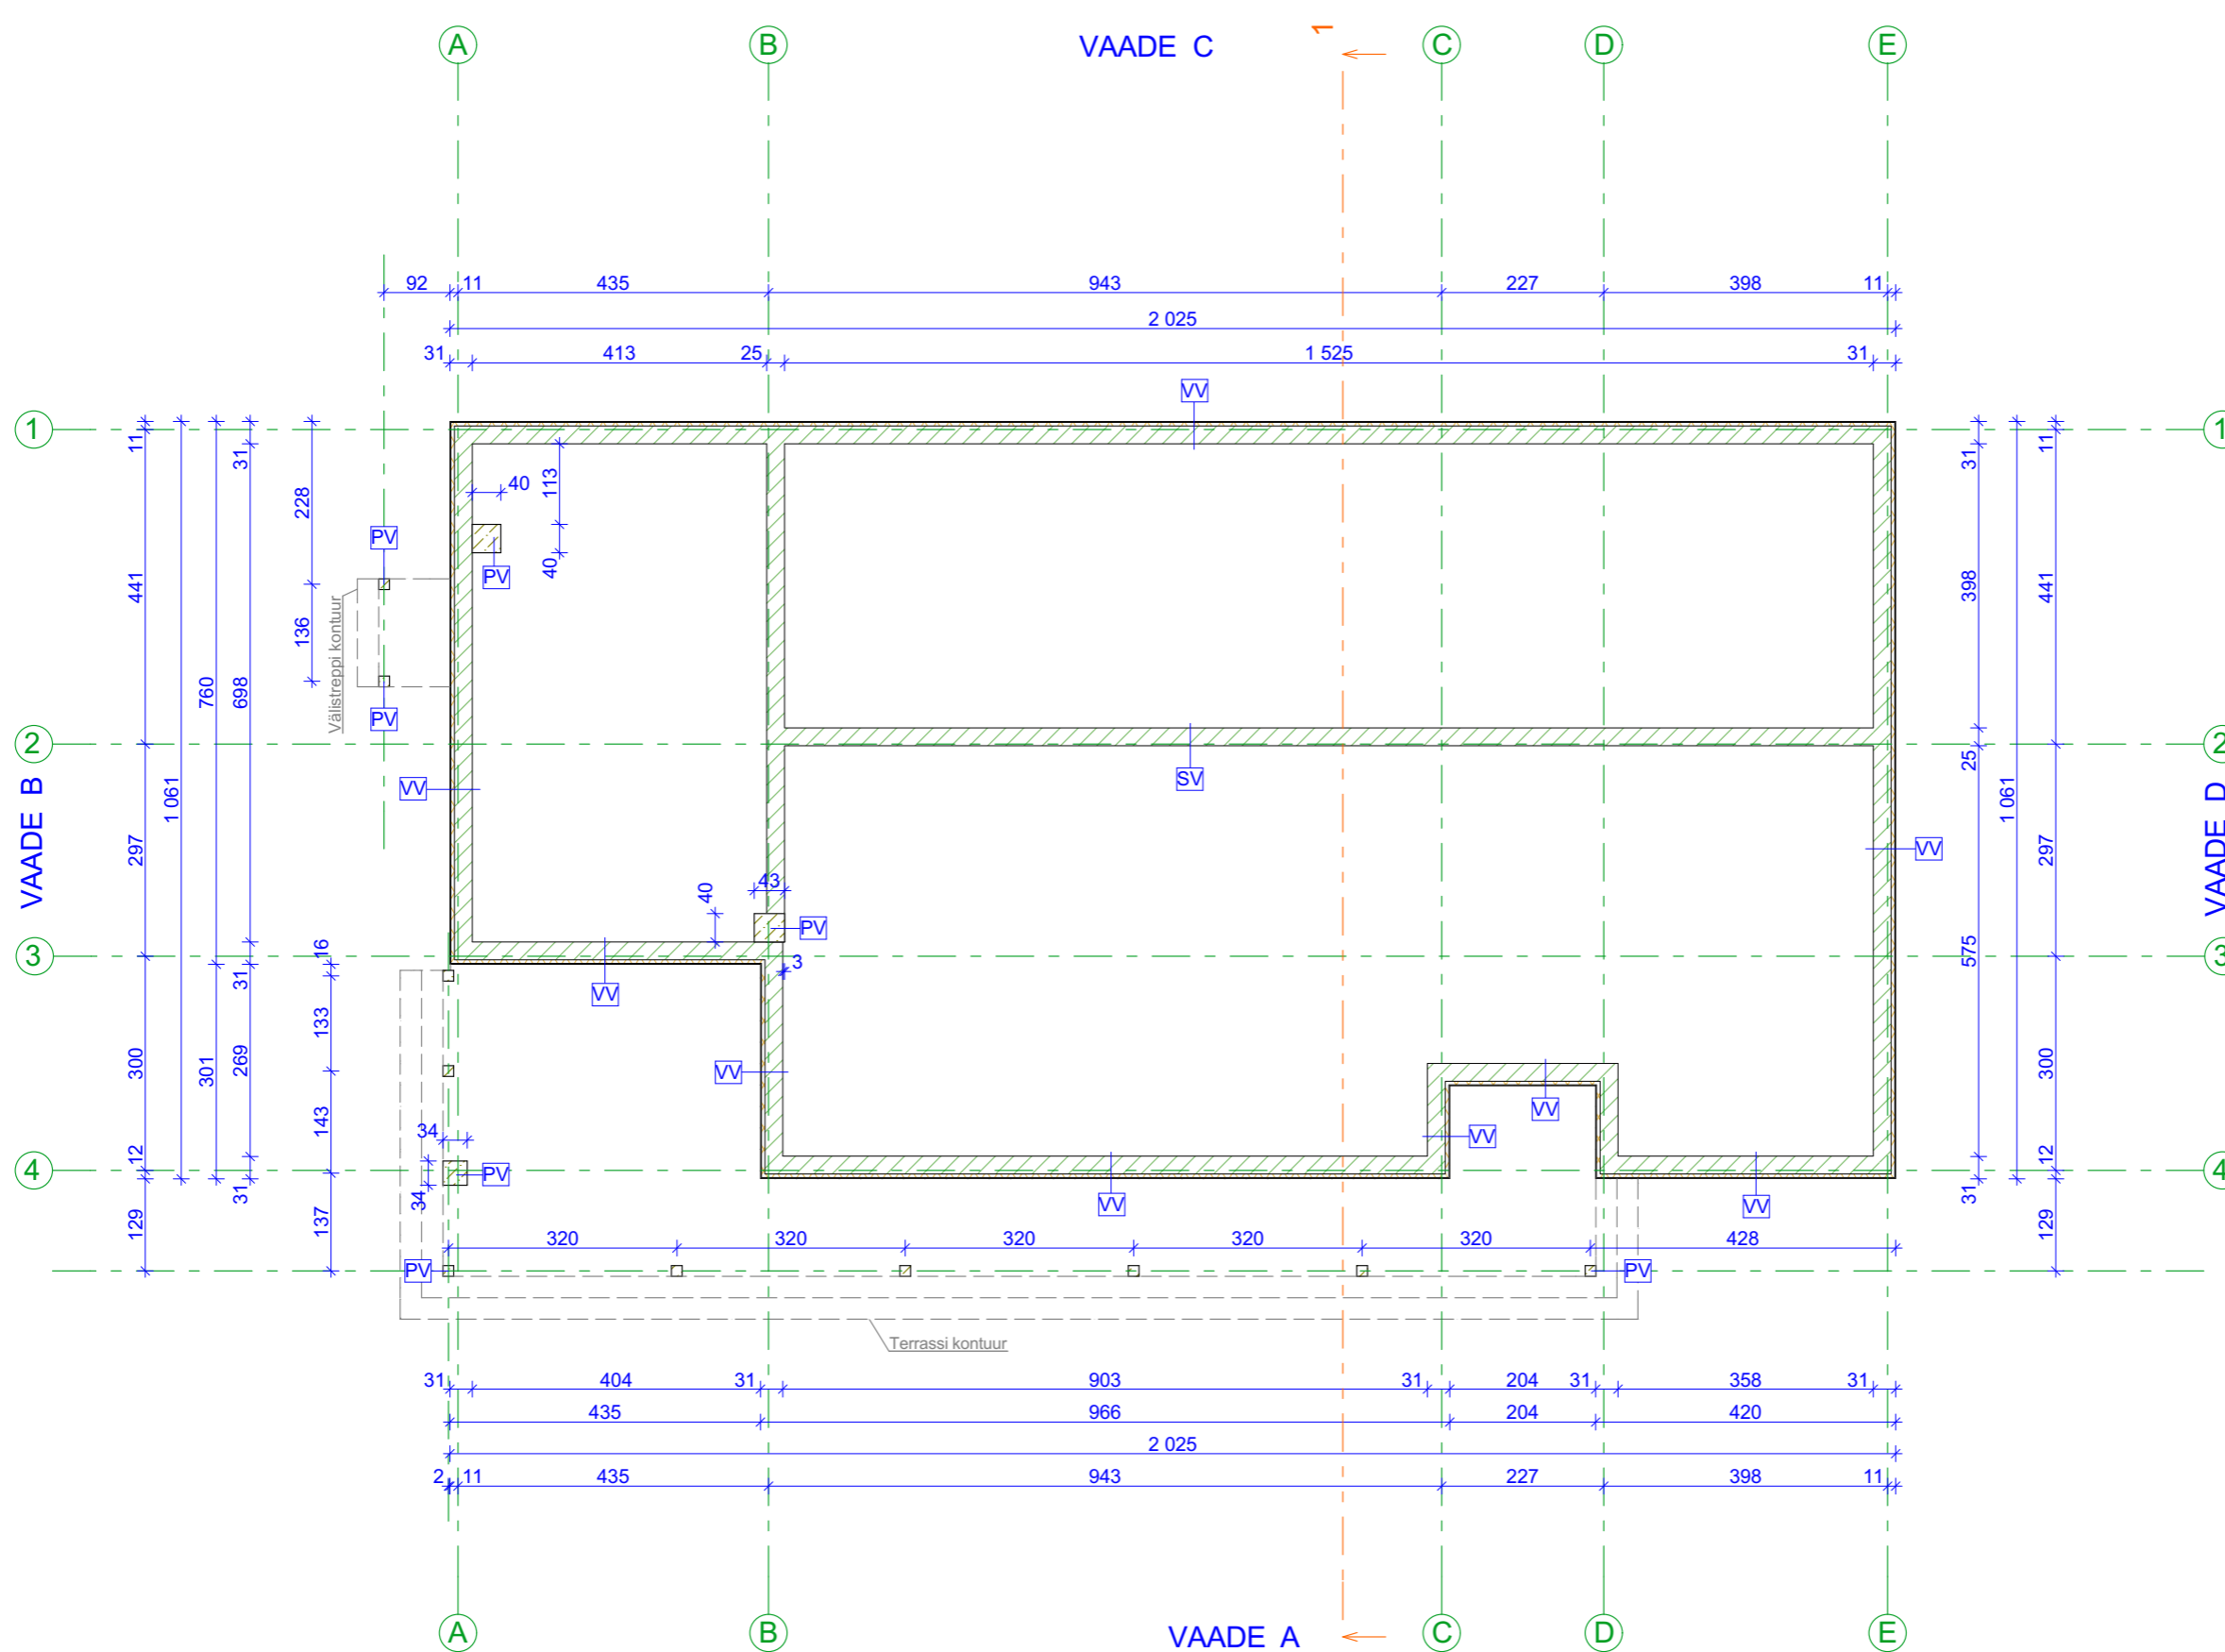 A B VAADE C 1 C D E
92 11 435 943 227 398 11
2 025
31 413 25 1 525 31
VV
1 1
11 441 297 300 12 129
1 061
760 301
31 698 31 269 31
228 136
16 133 143 137
40 113 40
PV
PV
PV
Välistreppi kontuur
31 398 25 575 31
1 061
11 441 297 300 12 129
2 2
SV
VV
VAADE B
VAADE D
VV
43
40
PV
3 3
3
VV
VV
VV
VV
34
34
4 4
PV
VV
VV
320 320 320 320 320 428
PV PV
Terrassi kontuur
31 404 31 903 31 204 31 358 31
435 966 204 420
2 025
2 11 435 943 227 398 11
A B VAADE A C D E